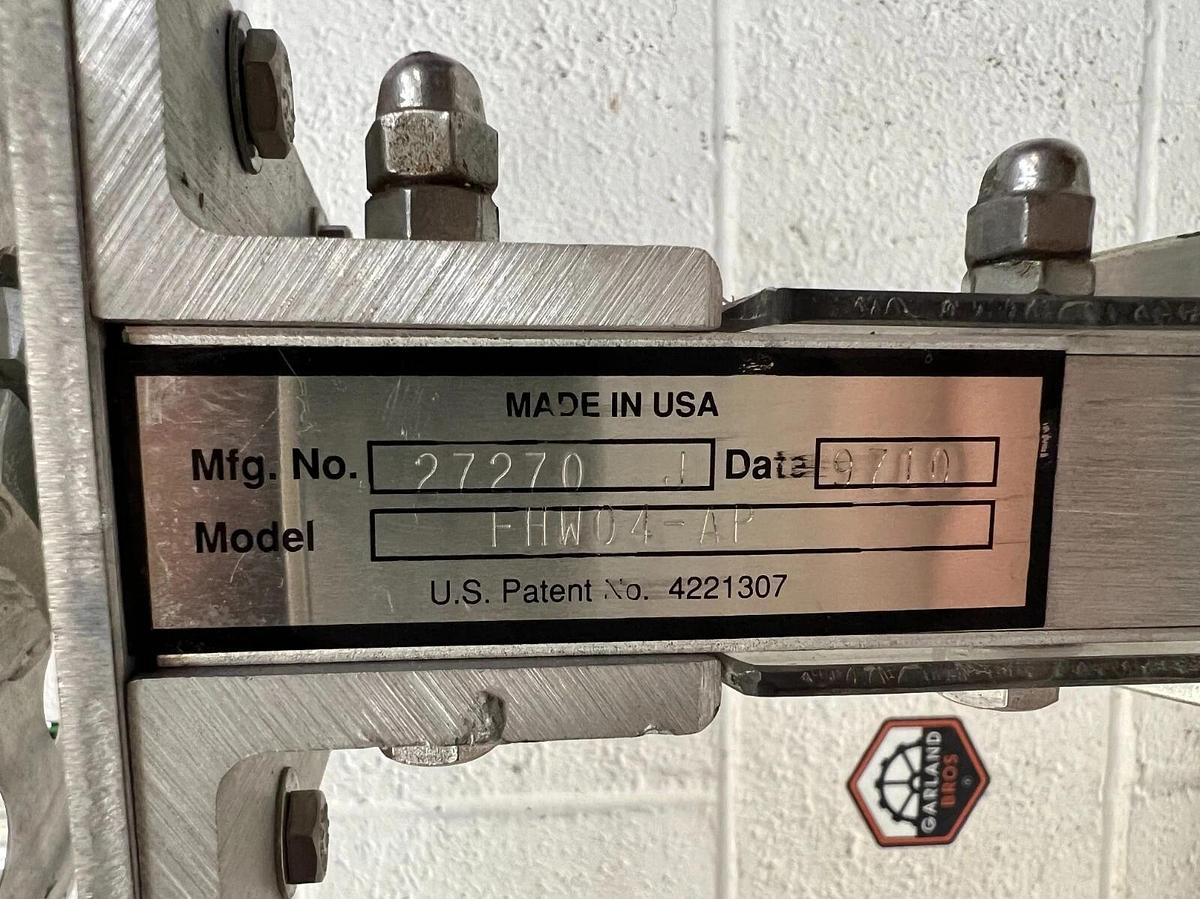 MADE IN USA
Mfg. No. 27270 J Date 9710
Model FHW04-AP
U.S. Patent No. 4221307
GARLAND
BROS